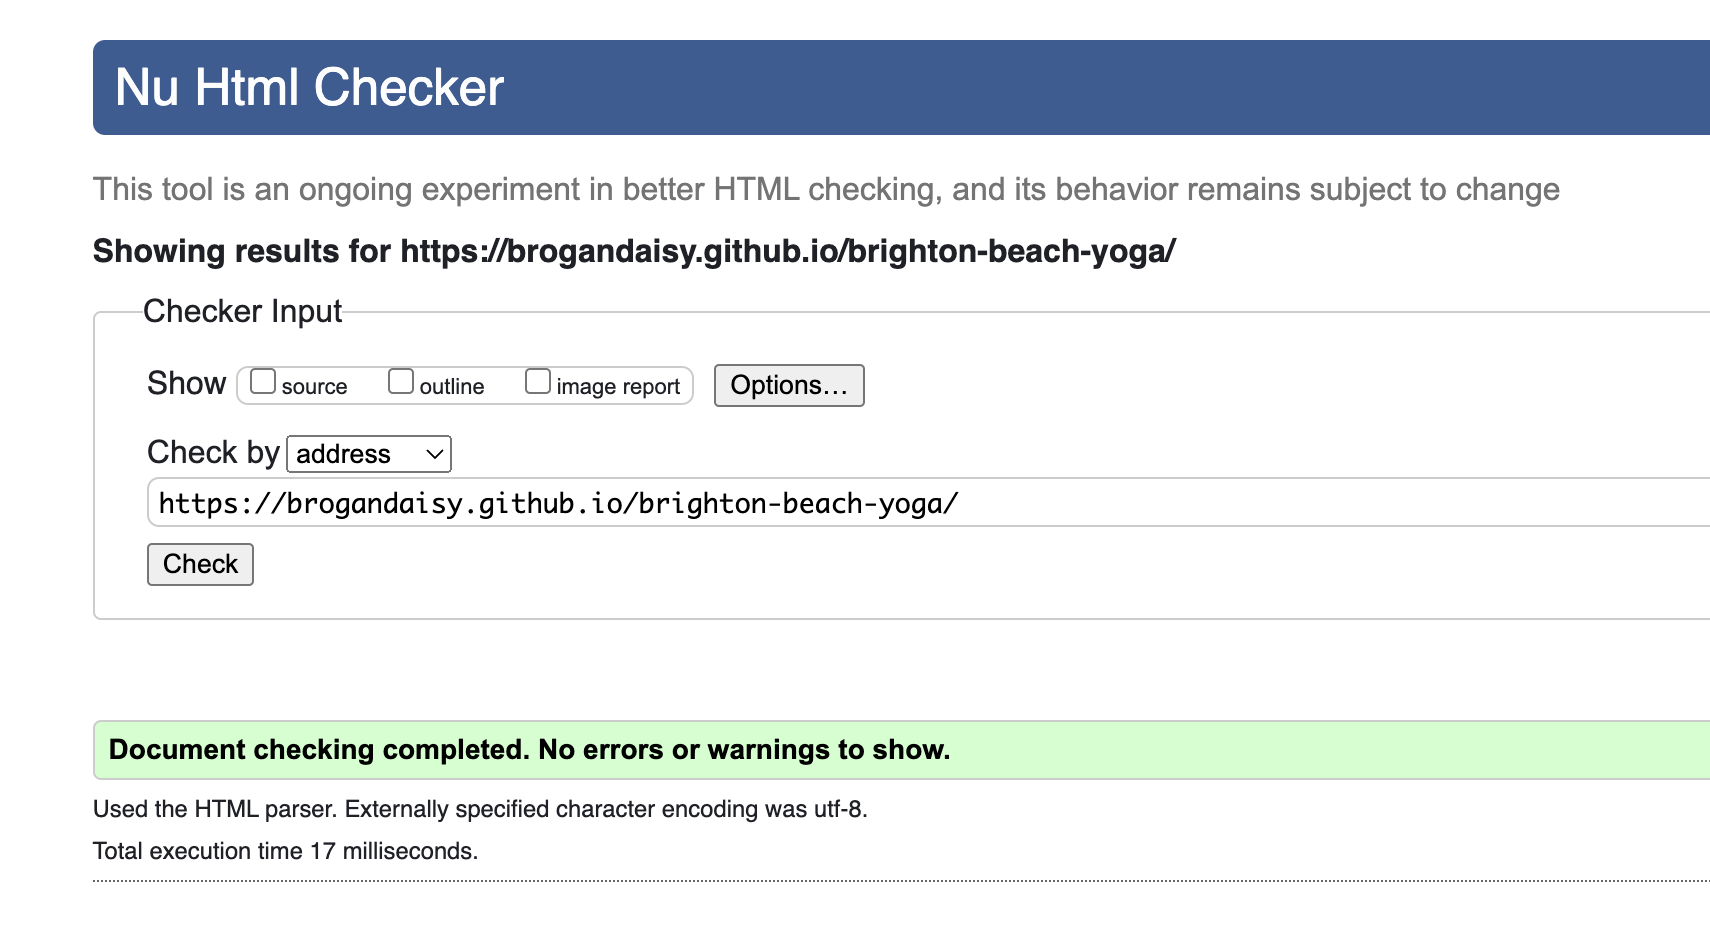 Nu Html Checker
This tool is an ongoing experiment in better HTML checking, and its behavior remains subject to change
Showing results for https://brogandaisy.github.io/brighton-beach-yoga/
Checker Input
Show source outline image report Options…
Check by address
https://brogandaisy.github.io/brighton-beach-yoga/
Check
Document checking completed. No errors or warnings to show.
Used the HTML parser. Externally specified character encoding was utf-8.
Total execution time 17 milliseconds.